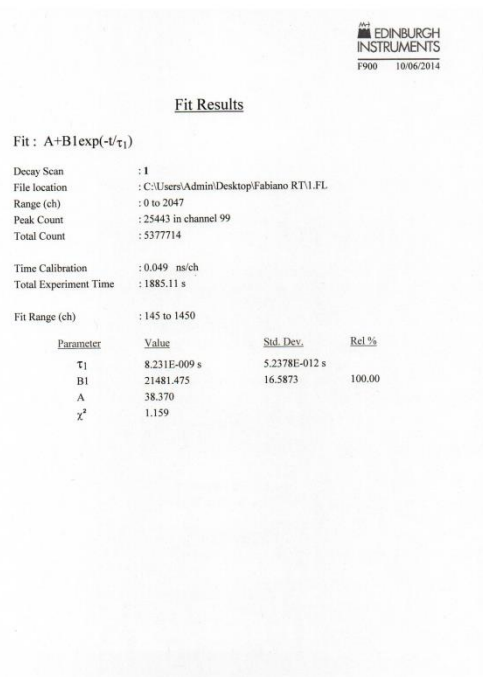 EDINBURGH
INSTRUMENTS
F900 10/06/2014
Fit Results
Fit : A+B1exp(-t/τ1)
Decay Scan : 1
File location : C:\Users\Admin\Desktop\Fabiano RT\1.FL
Range (ch) : 0 to 2047
Peak Count : 25443 in channel 99
Total Count : 5377714
Time Calibration : 0.049 ns/ch
Total Experiment Time : 1885.11 s
Fit Range (ch) : 145 to 1450
Parameter Value Std. Dev. Rel %
τ1 8.231E-009 s 5.2378E-012 s
B1 21481.475 16.5873 100.00
A 38.370
χ² 1.159